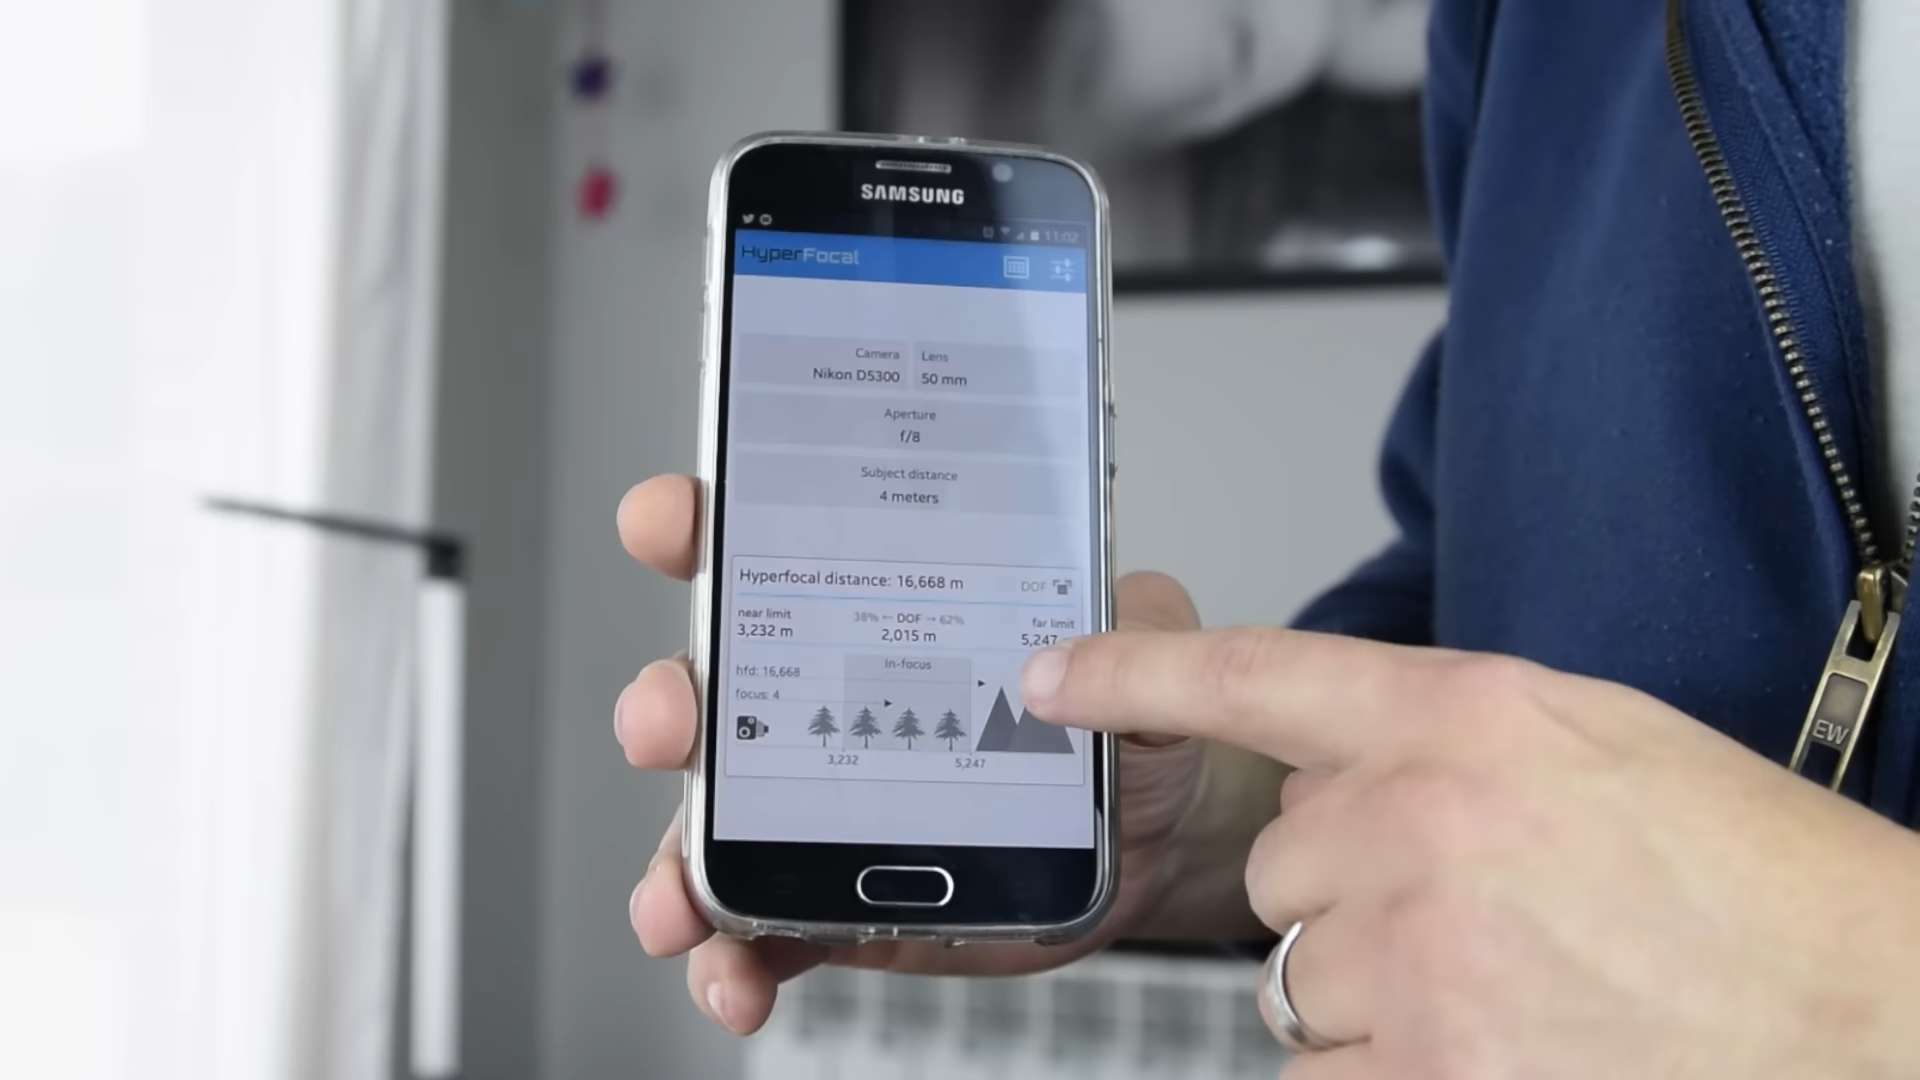 SAMSUNG
11:02
HyperFocal
Camera
Nikon D5300
Lens
50 mm
Aperture
f/8
Subject distance
4 meters
Hyperfocal distance: 16,668 m
DOF
near limit
3,232 m
38% ← DOF → 62%
2,015 m
far limit
5,247
in-focus
hfd: 16,668
focus: 4
3,232
5,247
EW